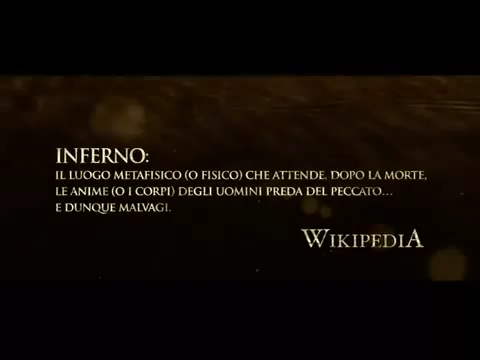 INFERNO:
IL LUOGO METAFISICO (O FISICO) CHE ATTENDE, DOPO LA MORTE,
LE ANIME (O I CORPI) DEGLI UOMINI PREDA DEL PECCATO...
E DUNQUE MALVAGI.
WIKIPEDIA